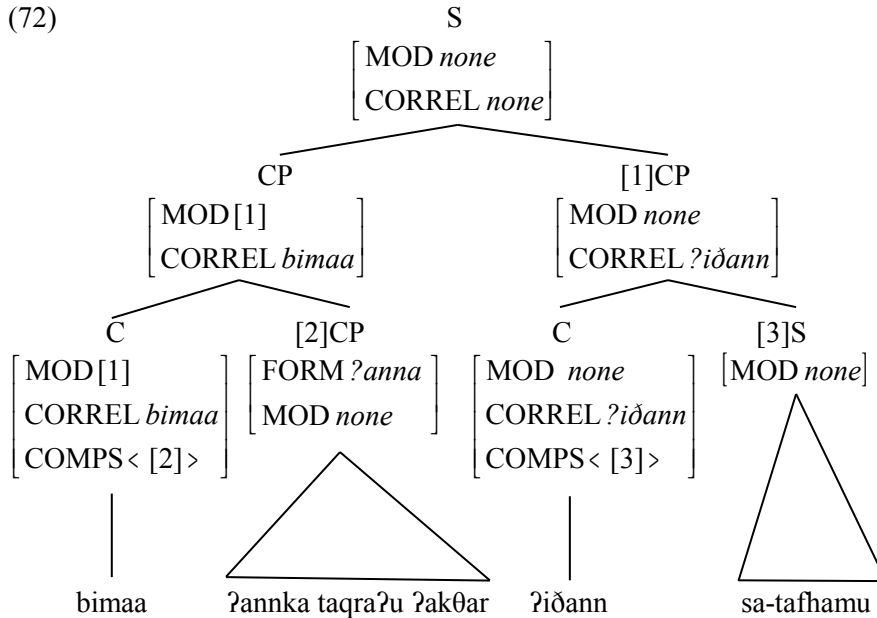 (72) S
[MOD none
CORREL none]
CP [1]CP
[MOD [1] [MOD none
CORREL bimaa] CORREL ʔiðann]
C [2]CP C [3]S
[MOD [1] [FORM ʔanna [MOD none [MOD none]
CORREL bimaa MOD none] CORREL ʔiðann
COMPS < [2] >] COMPS < [3] >]
bimaa ʔannka taqraʔu ʔakθar ʔiðann sa-tafhamu